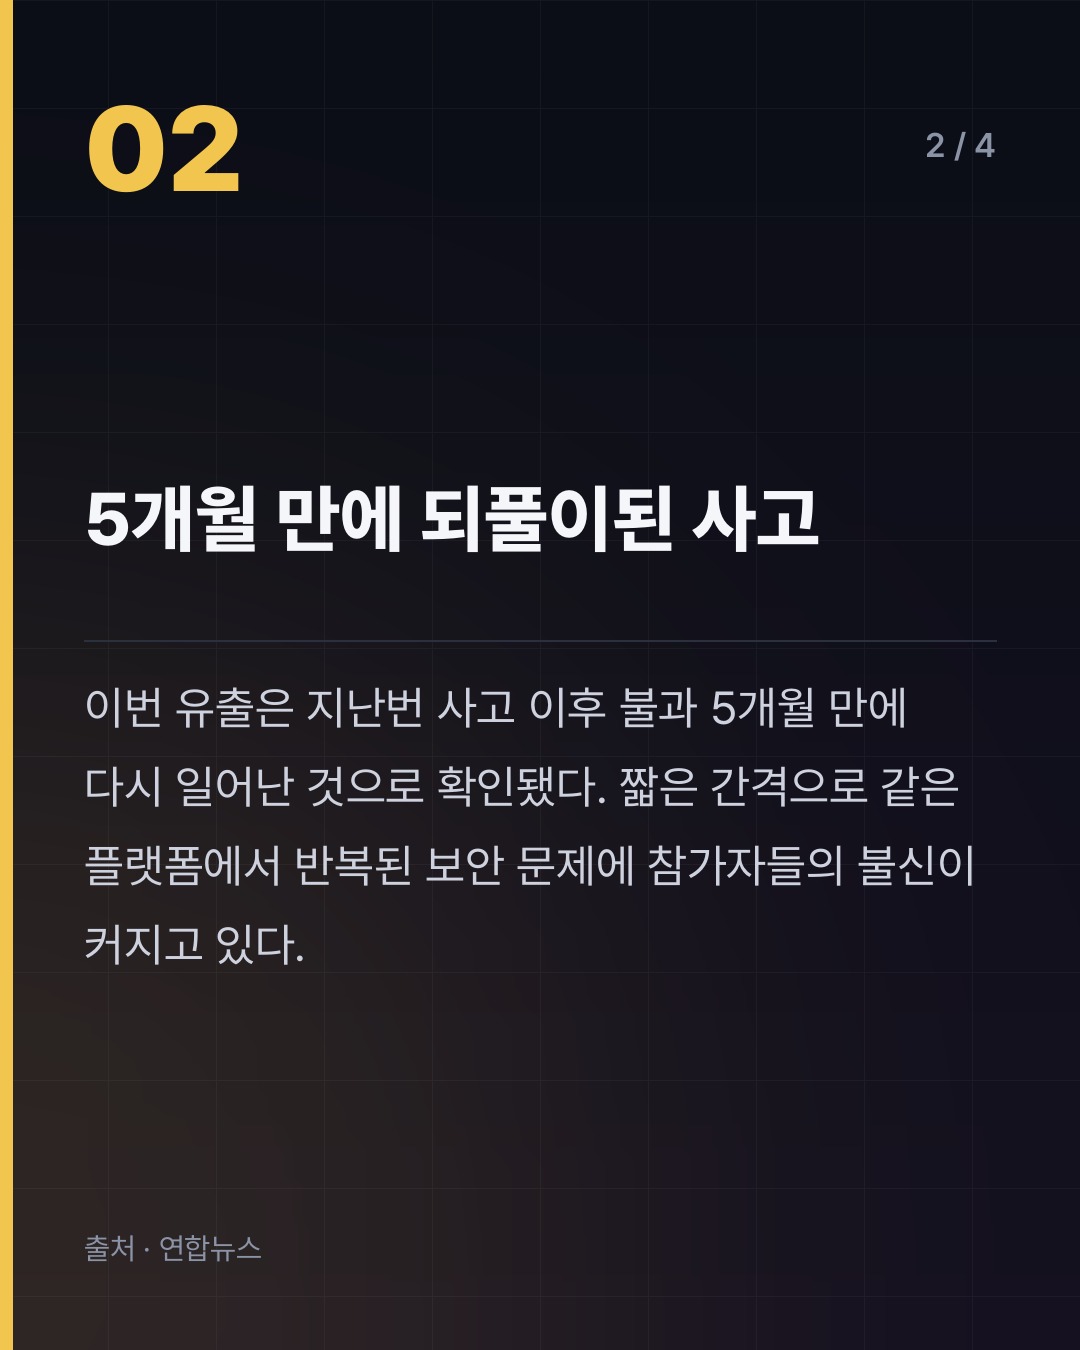 02
2 / 4
5개월 만에 되풀이된 사고
이번 유출은 지난번 사고 이후 불과 5개월 만에
다시 일어난 것으로 확인됐다. 짧은 간격으로 같은
플랫폼에서 반복된 보안 문제에 참가자들의 불신이
커지고 있다.
출처 · 연합뉴스